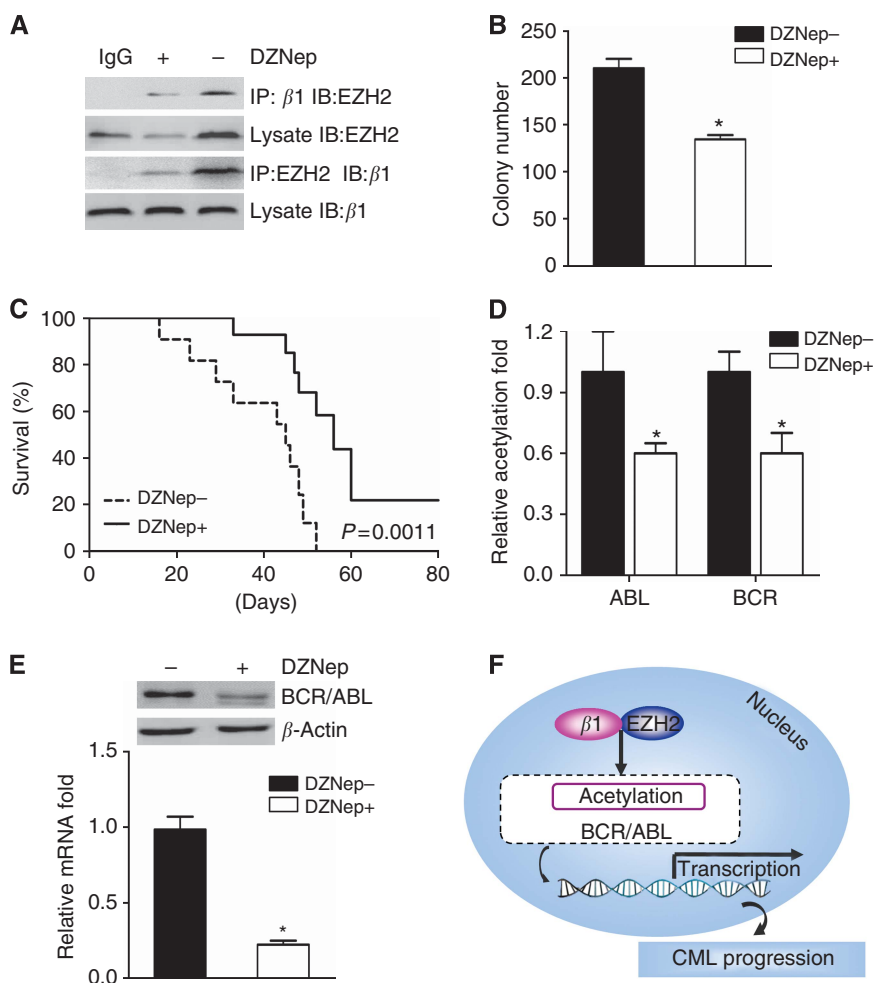 A
IgG + − DZNep
IP: β1 IB:EZH2
Lysate IB:EZH2
IP:EZH2 IB:β1
Lysate IB:β1
B
250
200
150
100
50
0
Colony number
DZNep−
DZNep+
*
C
100
80
60
40
20
0
Survival (%)
DZNep−
DZNep+
P=0.0011
0 20 40 60 80
(Days)
D
1.2
0.9
0.6
0.3
0.0
Relative acetylation fold
DZNep−
DZNep+
* *
ABL BCR
E
− + DZNep
BCR/ABL
β-Actin
1.5
1.0
0.5
0.0
Relative mRNA fold
DZNep−
DZNep+
*
F
Nucleus
β1 EZH2
Acetylation
BCR/ABL
Transcription
CML progression